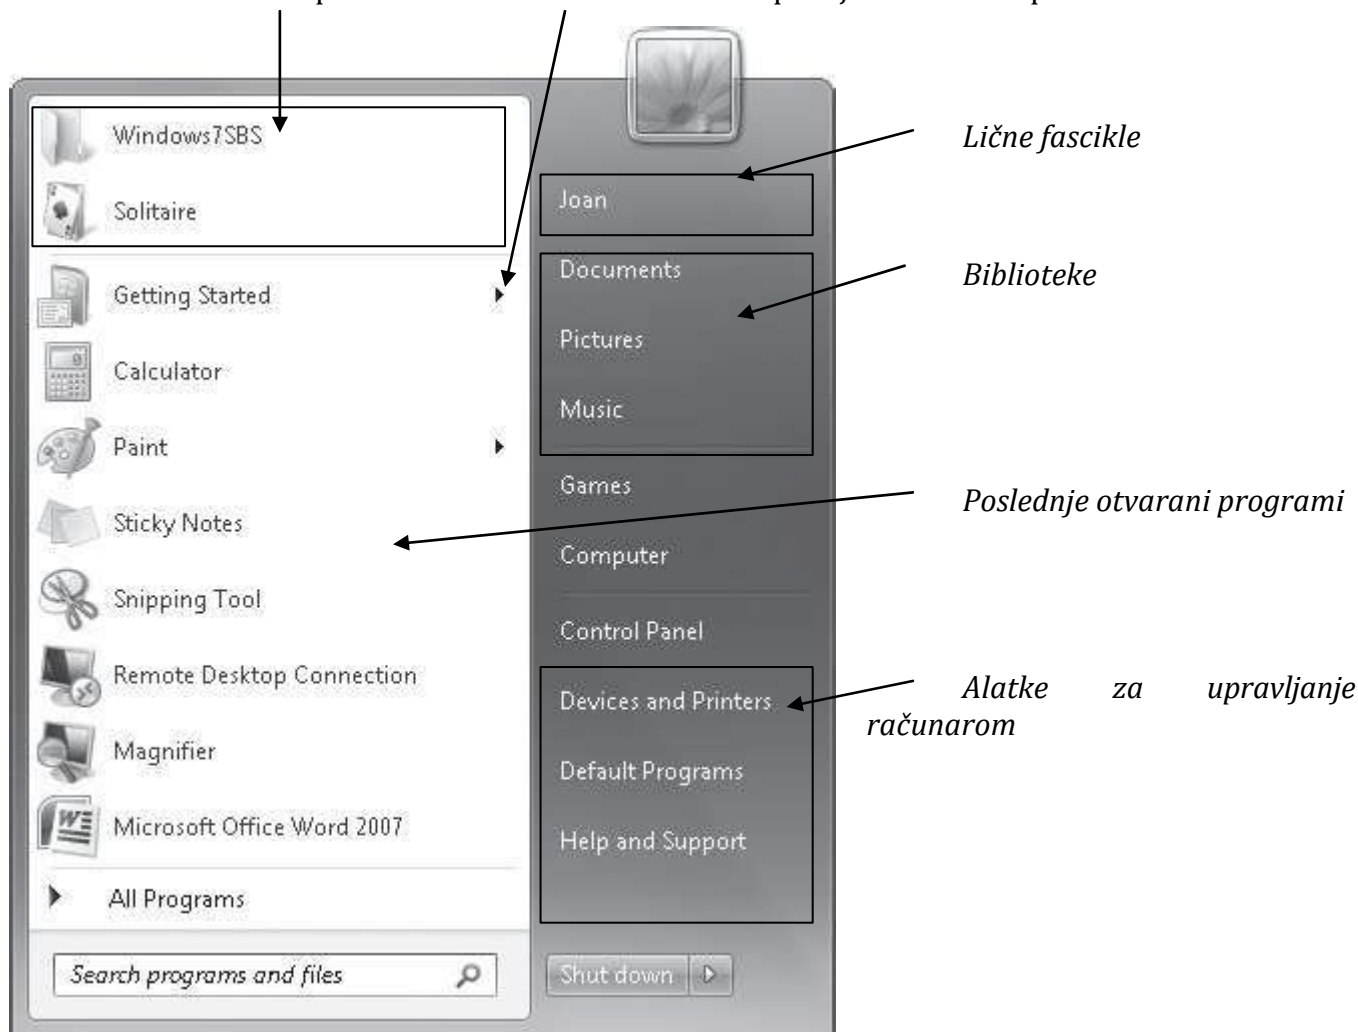 Windows7SBS
Solitaire
Getting Started
Calculator
Paint
Sticky Notes
Snipping Tool
Remote Desktop Connection
Magnifier
Microsoft Office Word 2007
All Programs
Search programs and files
Joan
Documents
Pictures
Music
Games
Computer
Control Panel
Devices and Printers
Default Programs
Help and Support
Shut down
Lične fascikle
Biblioteke
Poslednje otvarani programi
Alatke za upravljanje
računarom